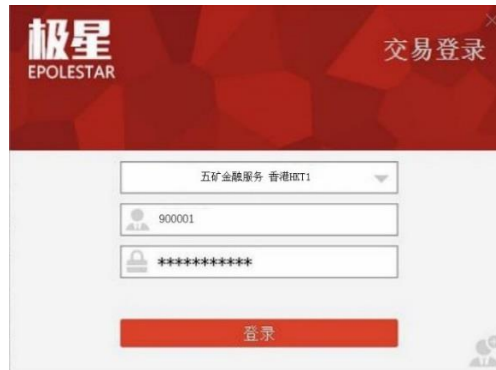 极星
EPOLESTAR
交易登录
五矿金融服务 香港HKT1
900001
***********
登录